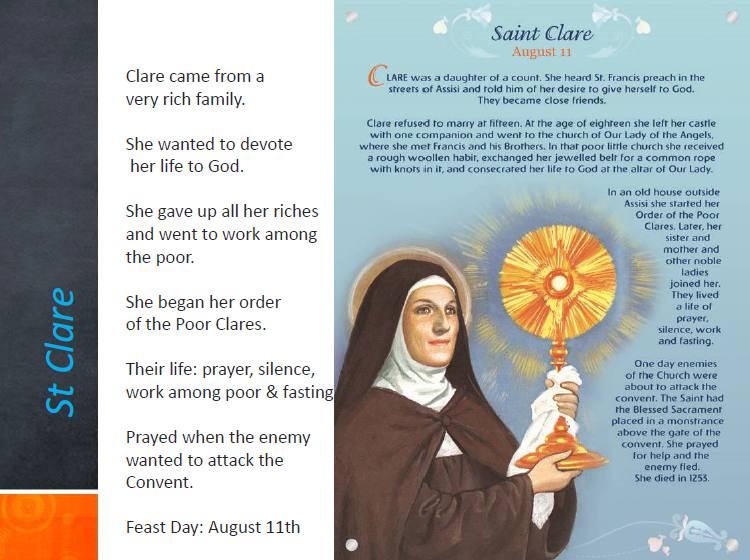 St Clare
Clare came from a
very rich family.
She wanted to devote
her life to God.
She gave up all her riches
and went to work among
the poor.
She began her order
of the Poor Clares.
Their life: prayer, silence,
work among poor & fasting
Prayed when the enemy
wanted to attack the
Convent.
Feast Day: August 11th
Saint Clare
August 11
CLARE was a daughter of a count. She heard St. Francis preach in the
streets of Assisi and told him of her desire to give herself to God.
They became close friends.
Clare refused to marry at fifteen. At the age of eighteen she left her castle
with one companion and went to the church of Our Lady of the Angels,
where she met Francis and his Brothers. In that poor little church she received
a rough woollen habit, exchanged her jewelled belt for a common rope
with knots in it, and consecrated her life to God at the altar of Our Lady.
In an old house outside
Assisi she started her
Order of the Poor
Clares. Later, her
sister and
mother and
other noble
ladies
joined her.
They lived
a life of
prayer,
silence, work
and fasting.
One day enemies
of the Church were
about to attack the
convent. The Saint had
the Blessed Sacrament
placed in a monstrance
above the gate of the
convent. She prayed
for help and the
enemy fled.
She died in 1253.